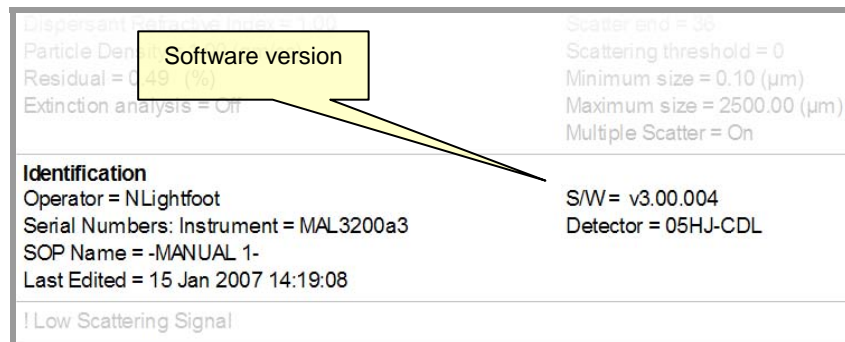 Dispersant Refractive Index = 1.00
Particle Den
Residual = 0.49 (%)
Extinction analysis = Off
Software version
Scatter end = 36
Scattering threshold = 0
Minimum size = 0.10 (µm)
Maximum size = 2500.00 (µm)
Multiple Scatter = On
Identification
Operator = NLightfoot
Serial Numbers: Instrument = MAL3200a3
SOP Name = -MANUAL 1-
Last Edited = 15 Jan 2007 14:19:08
S/W = v3.00.004
Detector = 05HJ-CDL
! Low Scattering Signal